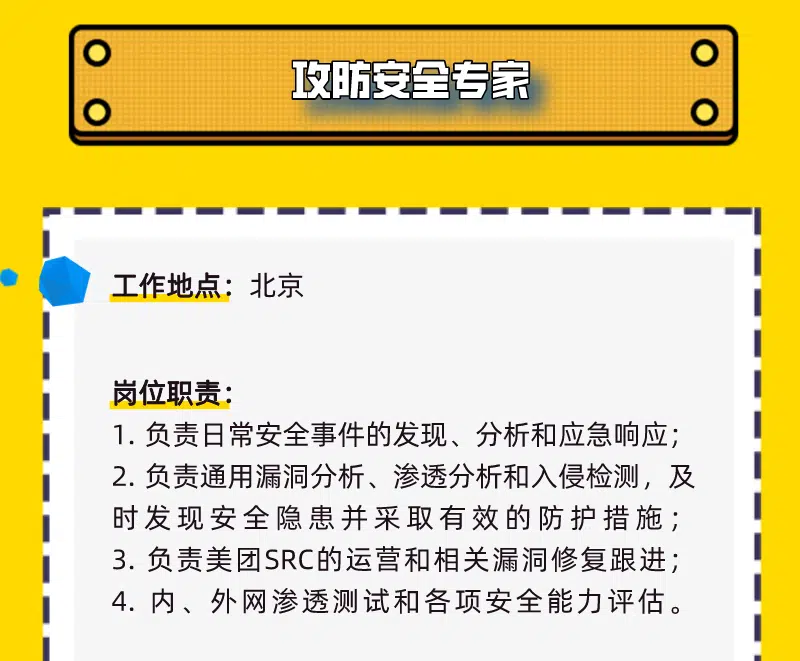 攻防安全专家
工作地点：北京
岗位职责：
1. 负责日常安全事件的发现、分析和应急响应；
2. 负责通用漏洞分析、渗透分析和入侵检测，及
时发现安全隐患并采取有效的防护措施；
3. 负责美团SRC的运营和相关漏洞修复跟进；
4. 内、外网渗透测试和各项安全能力评估。